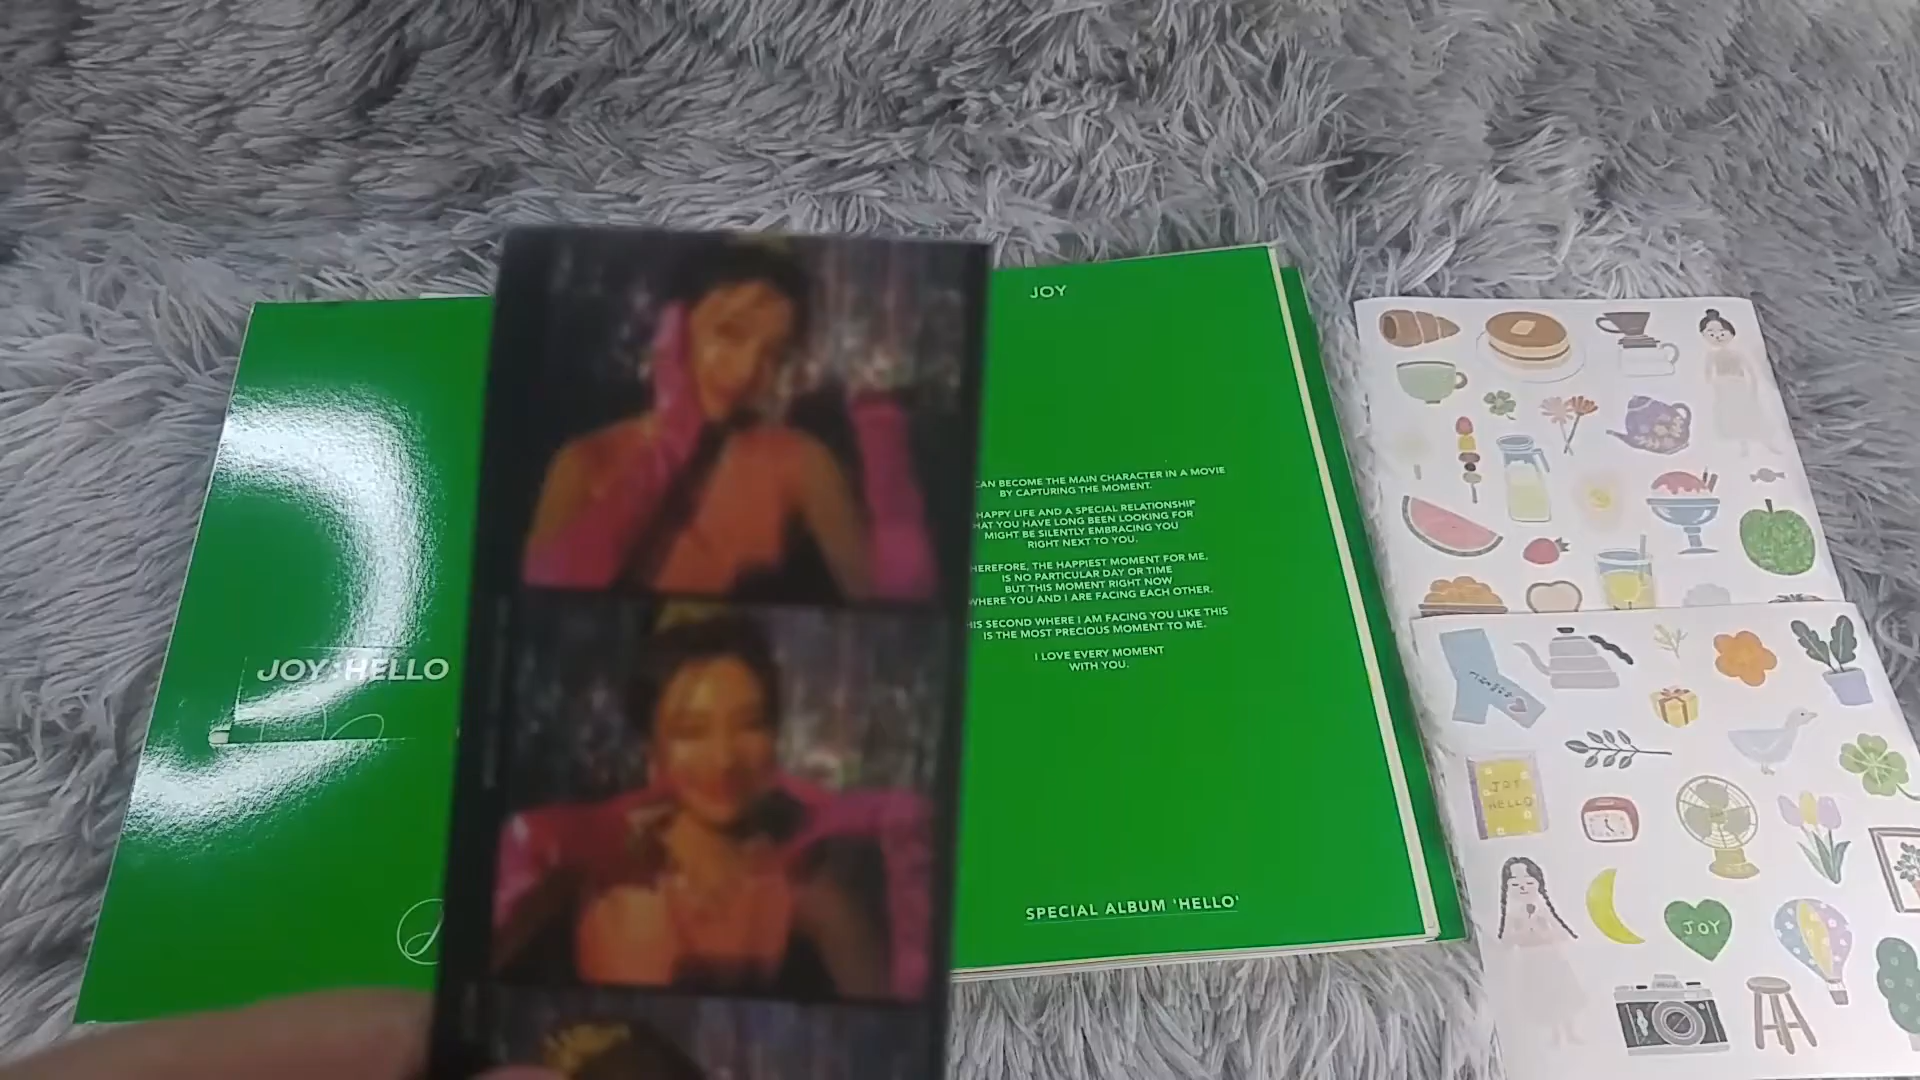 JOY : HELLO
JOY
CAN BECOME THE MAIN CHARACTER IN A MOVIE
BY CAPTURING THE MOMENT.
HAPPY LIFE AND A SPECIAL RELATIONSHIP
THAT YOU HAVE LONG BEEN LOOKING FOR
MIGHT BE SILENTLY EMBRACING YOU
RIGHT NEXT TO YOU.
THEREFORE, THE HAPPIEST MOMENT FOR ME,
IS NO PARTICULAR DAY OR TIME
BUT THIS MOMENT RIGHT NOW
WHERE YOU AND I ARE FACING EACH OTHER.
THIS SECOND WHERE I AM FACING YOU LIKE THIS
IS THE MOST PRECIOUS MOMENT TO ME.
I LOVE EVERY MOMENT
WITH YOU.
SPECIAL ALBUM 'HELLO'
JOY
HELLO
JOY